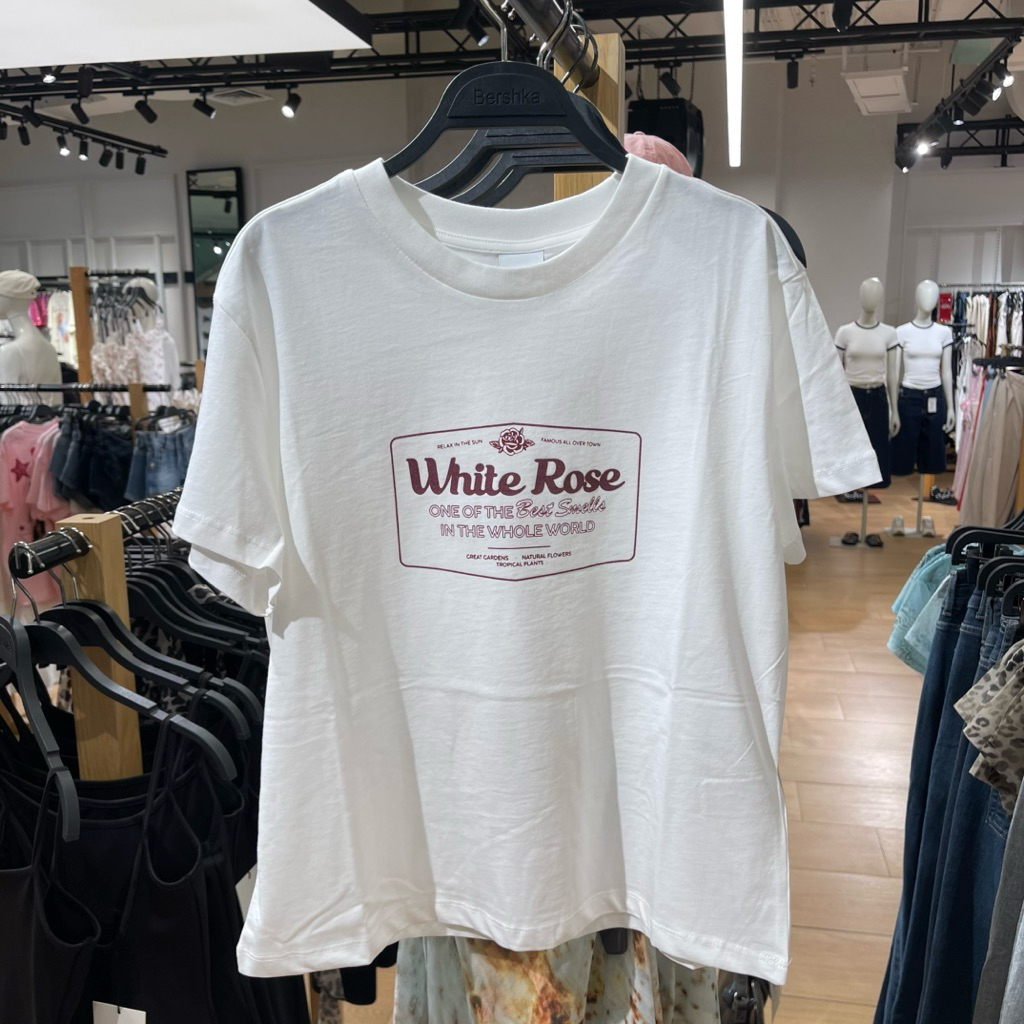 Bershka
RELAX IN THE SUN FAMOUS ALL OVER TOWN
White Rose
ONE OF THE Best Smells
IN THE WHOLE WORLD
GREAT GARDENS NATURAL FLOWERS
TROPICAL PLANTS